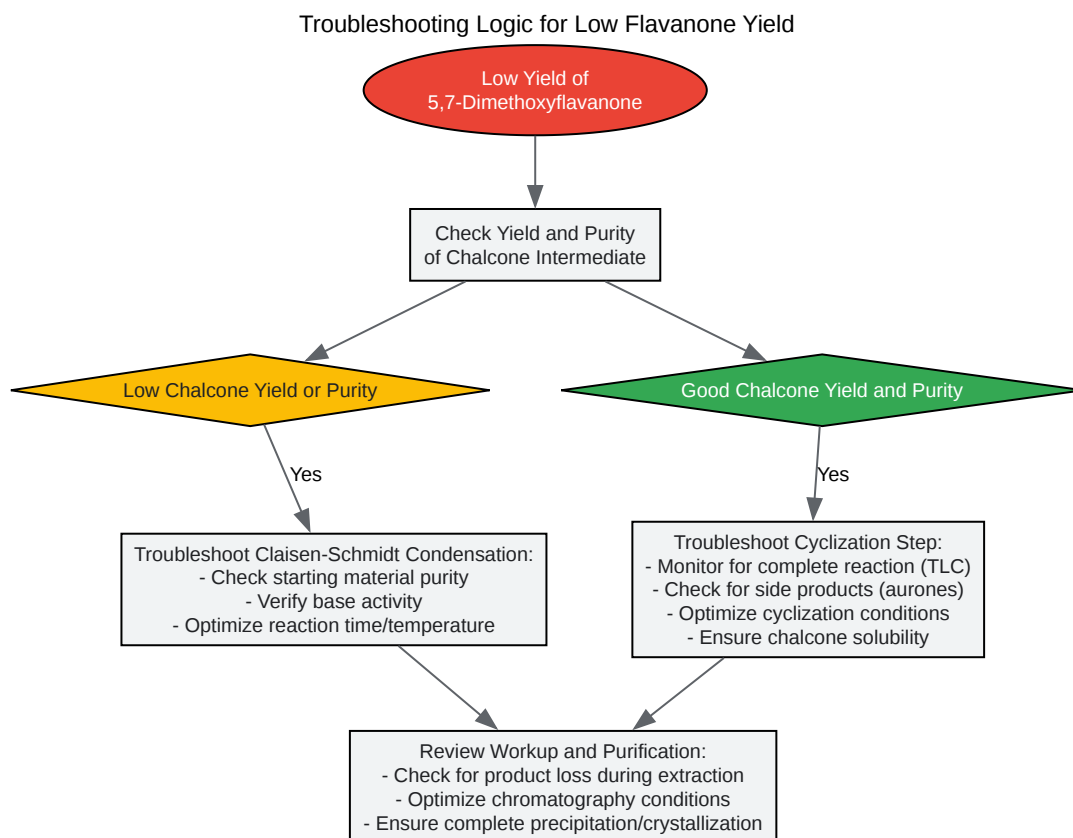 Troubleshooting Logic for Low Flavanone Yield
Low Yield of
5,7-Dimethoxyflavanone
Check Yield and Purity
of Chalcone Intermediate
Low Chalcone Yield or Purity
Good Chalcone Yield and Purity
Yes
Yes
Troubleshoot Claisen-Schmidt Condensation:
- Check starting material purity
- Verify base activity
- Optimize reaction time/temperature
Troubleshoot Cyclization Step:
- Monitor for complete reaction (TLC)
- Check for side products (aurones)
- Optimize cyclization conditions
- Ensure chalcone solubility
Review Workup and Purification:
- Check for product loss during extraction
- Optimize chromatography conditions
- Ensure complete precipitation/crystallization